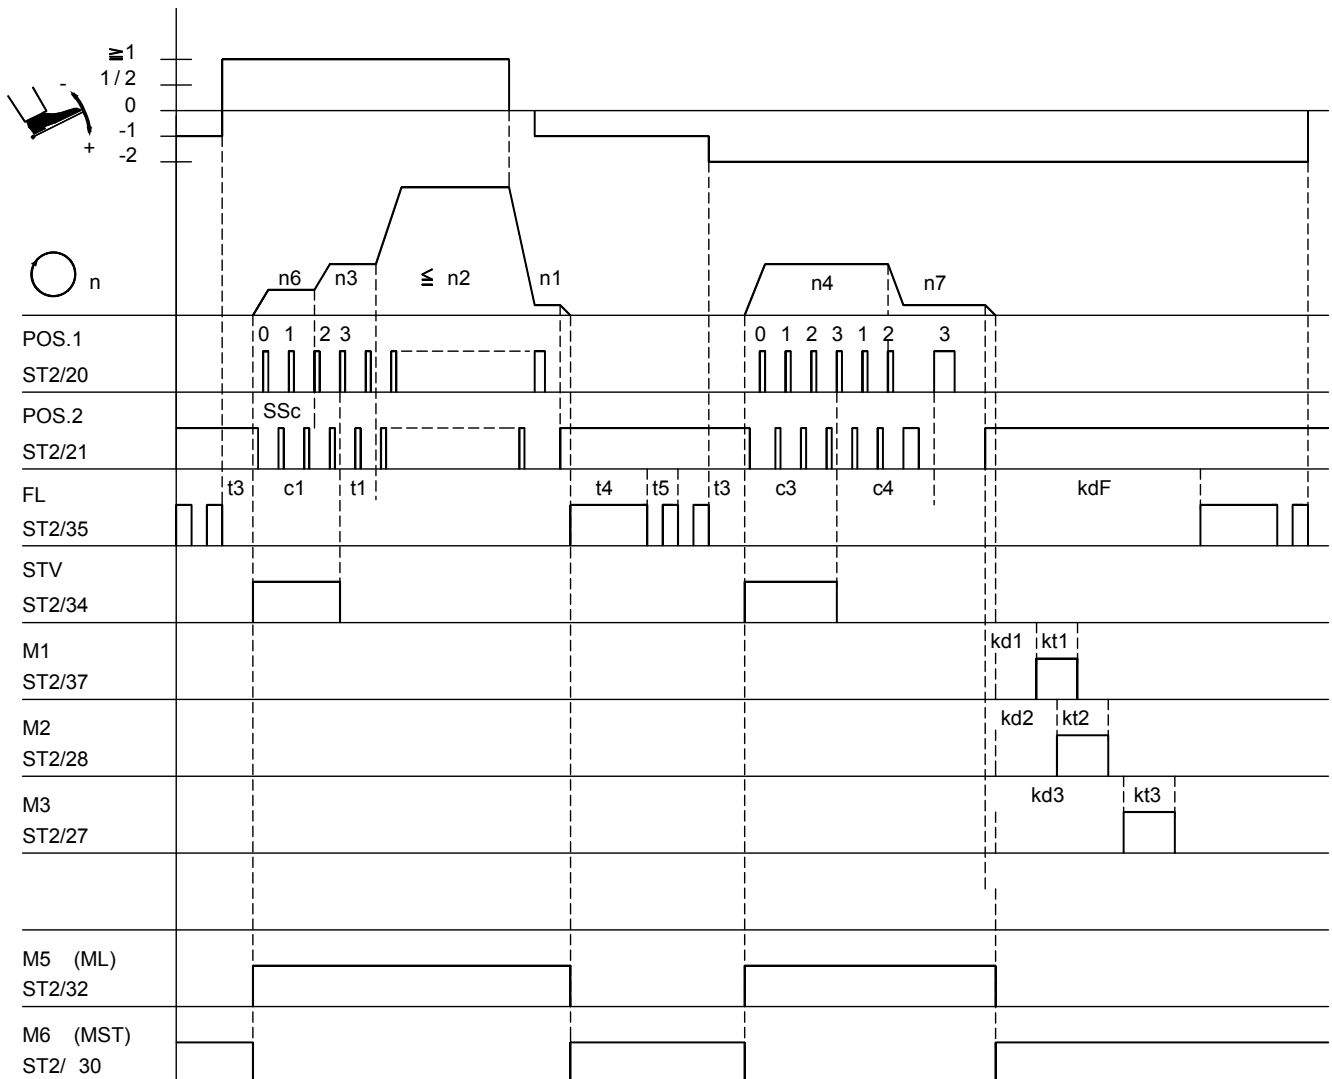 ≧1
1/2
-
0
-1
+
-2
n6 n3 ≦ n2 n1 n4 n7
n
POS.1 0 1 2 3 0 1 2 3 1 2 3
ST2/20
POS.2 SSc
ST2/21
FL t3 c1 t1 t4 t5 t3 c3 c4 kdF
ST2/35
STV
ST2/34
M1 kd1 kt1
ST2/37
M2 kd2 kt2
ST2/28
M3 kd3 kt3
ST2/27
M5 (ML)
ST2/32
M6 (MST)
ST2/ 30